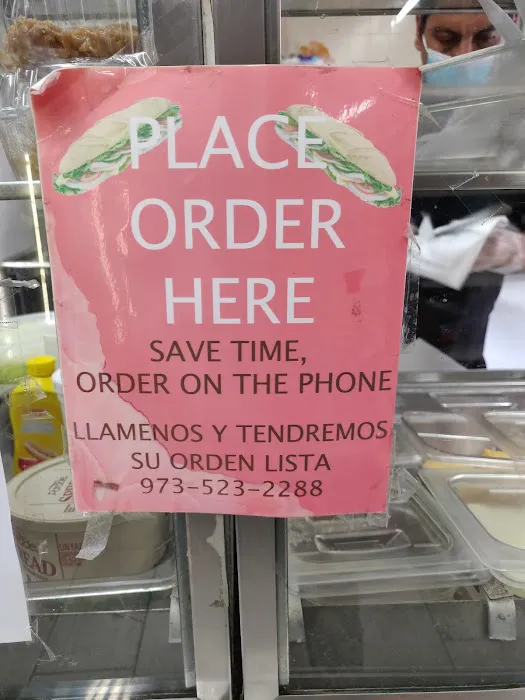 PLACE
ORDER
HERE
SAVE TIME,
ORDER ON THE PHONE
LLAMENOS Y TENDREMOS
SU ORDEN LISTA
973-523-2288